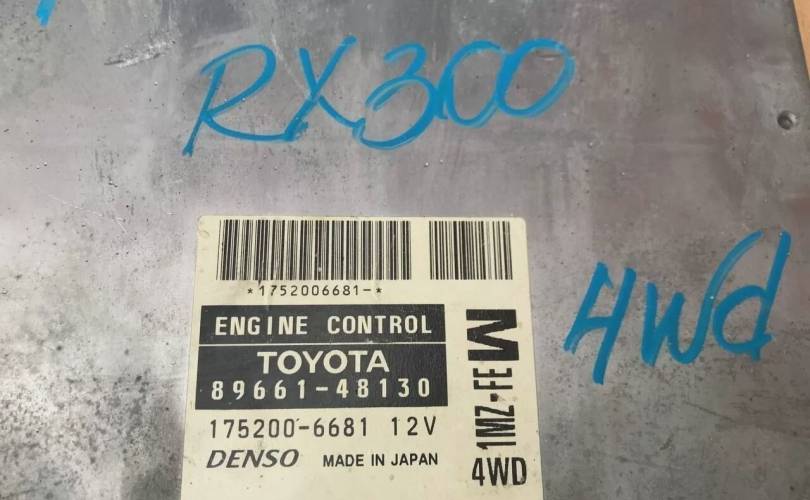 RX300
4Wd
*1752006681-*
ENGINE CONTROL
TOYOTA
89661-48130
175200-6681 12V
DENSO MADE IN JAPAN
1MZ-FE W
4WD